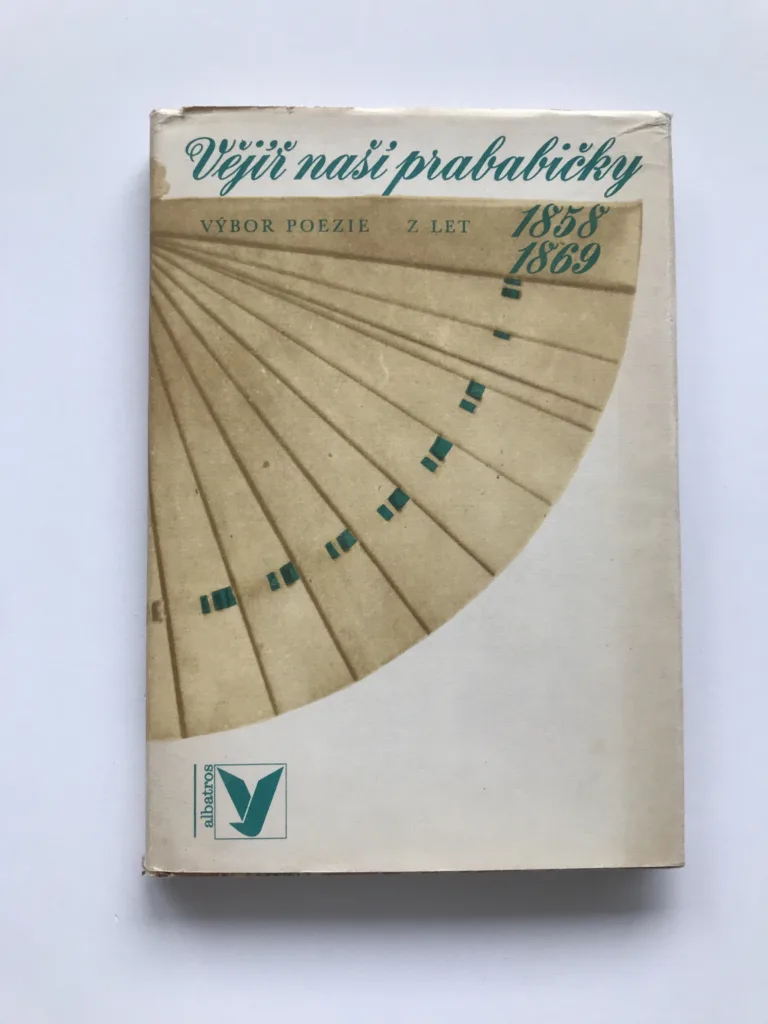 Vějíř naší prababičky
VÝBOR POEZIE Z LET 1858
1869
albatros